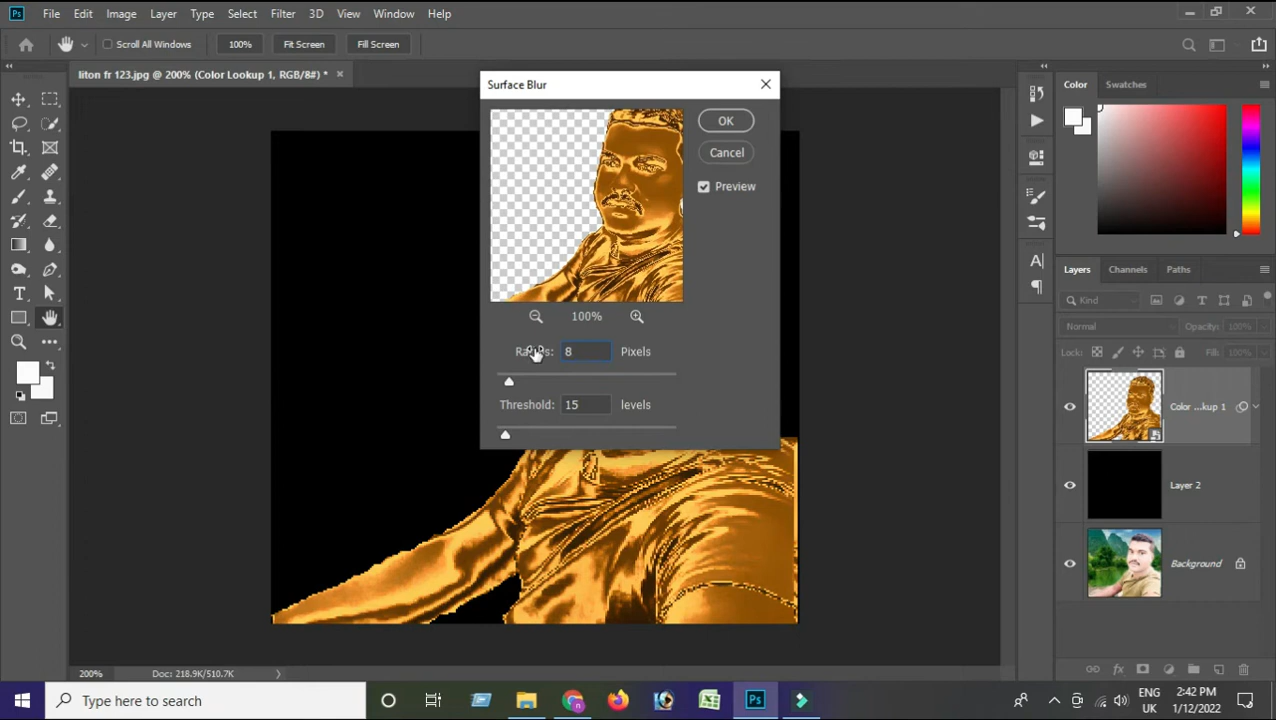 Ps File Edit Image Layer Type Select Filter 3D View Window Help
Scroll All Windows 100% Fit Screen Fill Screen
liton fr 123.jpg @ 200% (Color Lookup 1, RGB/8#) *
Surface Blur
OK
Cancel
Preview
100%
8 Pixels
Threshold: 15 levels
Color Swatches
Layers Channels Paths
Kind
Normal Opacity: 100%
Lock: Fill: 100%
Color ...kup 1
Layer 2
Background
200% Doc: 218.9K/510.7K
Type here to search
Ps
ENG
UK
2:42 PM
1/12/2022